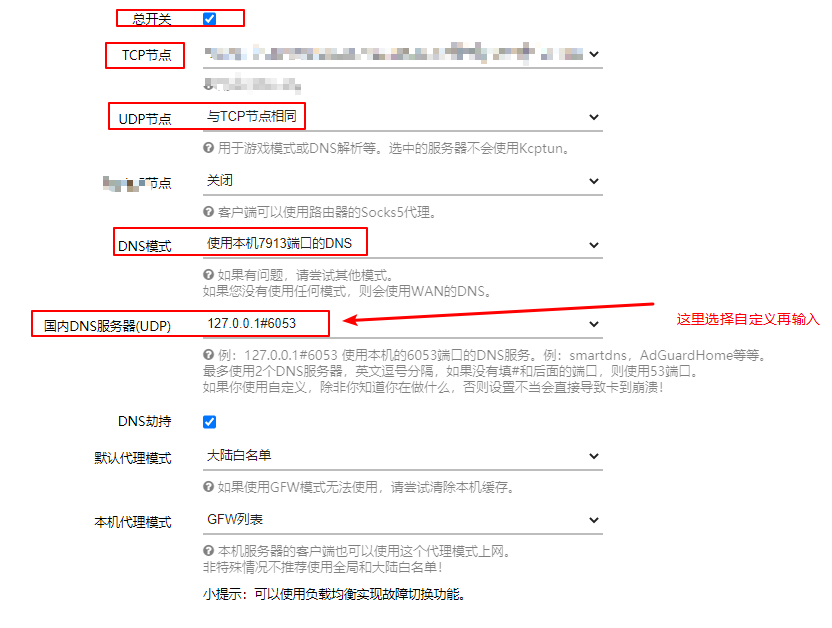 总开关
TCP节点
UDP节点 与TCP节点相同
用于游戏模式或DNS解析等。选中的服务器不会使用Kcptun。
节点 关闭
客户端可以使用路由器的Socks5代理。
DNS模式 使用本机7913端口的DNS
如果有问题，请尝试其他模式。
如果您没有使用任何模式，则会使用WAN的DNS。
国内DNS服务器(UDP) 127.0.0.1#6053 这里选择自定义再输入
例：127.0.0.1#6053 使用本机的6053端口的DNS服务。例：smartdns，AdGuardHome等等。
最多使用2个DNS服务器，英文逗号分隔，如果没有填#和后面的端口，则使用53端口。
如果你使用自定义，除非你知道你在做什么，否则设置不当会直接导致卡到崩溃！
DNS劫持
默认代理模式 大陆白名单
如果使用GFW模式无法使用，请尝试清除本机缓存。
本机代理模式 GFW列表
本机服务器的客户端也可以使用这个代理模式上网。
非特殊情况不推荐使用全局和大陆白名单！
小提示：可以使用负载均衡实现故障切换功能。